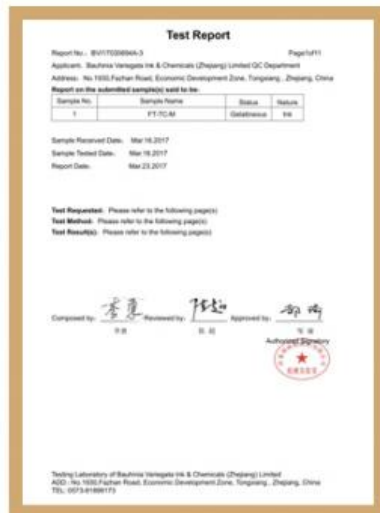 Test Report
Report No.: BVI17030694A-3 Page1of11
Applicant: Bauhinia Variegata Ink & Chemicals (Zhejiang) Limited QC Department
Address: No.1930,Fazhan Road, Economic Development Zone, Tongxiang, Zhejiang, China
Report on the submitted sample(s) said to be:
Sample No. Sample Name Status Nature
1 FT-TC-M Gelatineous Ink
Sample Received Date: Mar.16.2017
Sample Tested Date: Mar.16.2017
Report Date: Mar.23.2017
Test Requested: Please refer to the following page(s)
Test Method: Please refer to the following page(s)
Test Result(s): Please refer to the following page(s)
Composed by: Reviewed by: Approved by:
Authorized Signatory
Testing Laboratory of Bauhinia Variegata Ink & Chemicals (Zhejiang) Limited
ADD: No.1930,Fazhan Road, Economic Development Zone, Tongxiang, Zhejiang, China
TEL: 0573-81896173